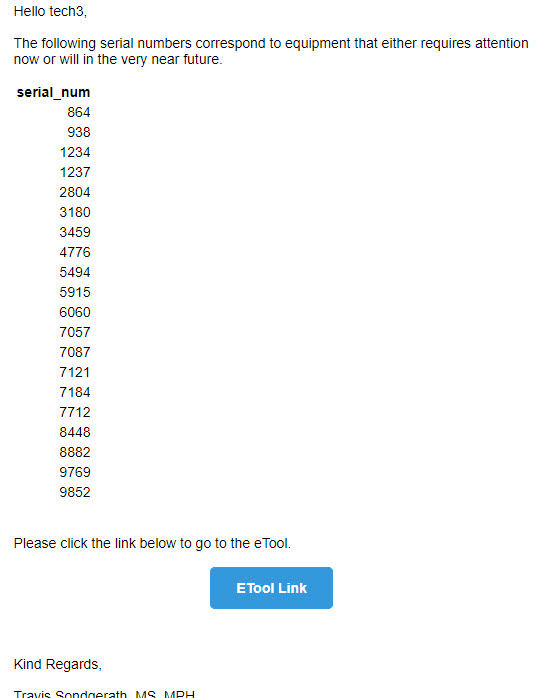 Hello tech3,
The following serial numbers correspond to equipment that either requires attention
now or will in the very near future.
serial_num
864
938
1234
1237
2804
3180
3459
4776
5494
5915
6060
7057
7087
7121
7184
7712
8448
8882
9769
9852
Please click the link below to go to the eTool.
ETool Link
Kind Regards,
Travis Sondgerath, MS, MPH